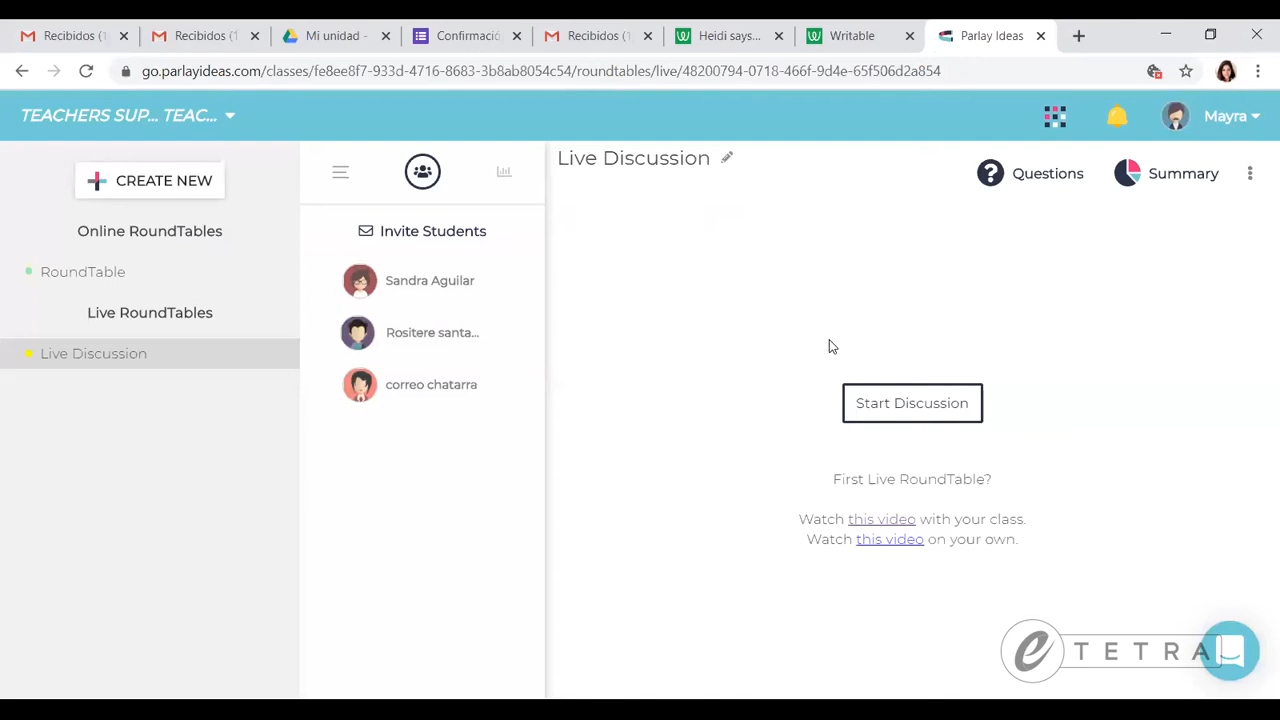 Recibidos (1
Recibidos (1
Mi unidad -
Confirmació
Recibidos (1
Heidi says...
Writable
Parlay Ideas
go.parlayideas.com/classes/fe8ee8f7-933d-4716-8683-3b8ab8054c54/roundtables/live/48200794-0718-466f-9d4e-65f506d2a854
TEACHERS SUP... TEAC...
Mayra
CREATE NEW
Online RoundTables
RoundTable
Live RoundTables
Live Discussion
Invite Students
Sandra Aguilar
Rositere santa...
correo chatarra
Live Discussion
Questions
Summary
Start Discussion
First Live RoundTable?
Watch this video with your class.
Watch this video on your own.
e TETRA